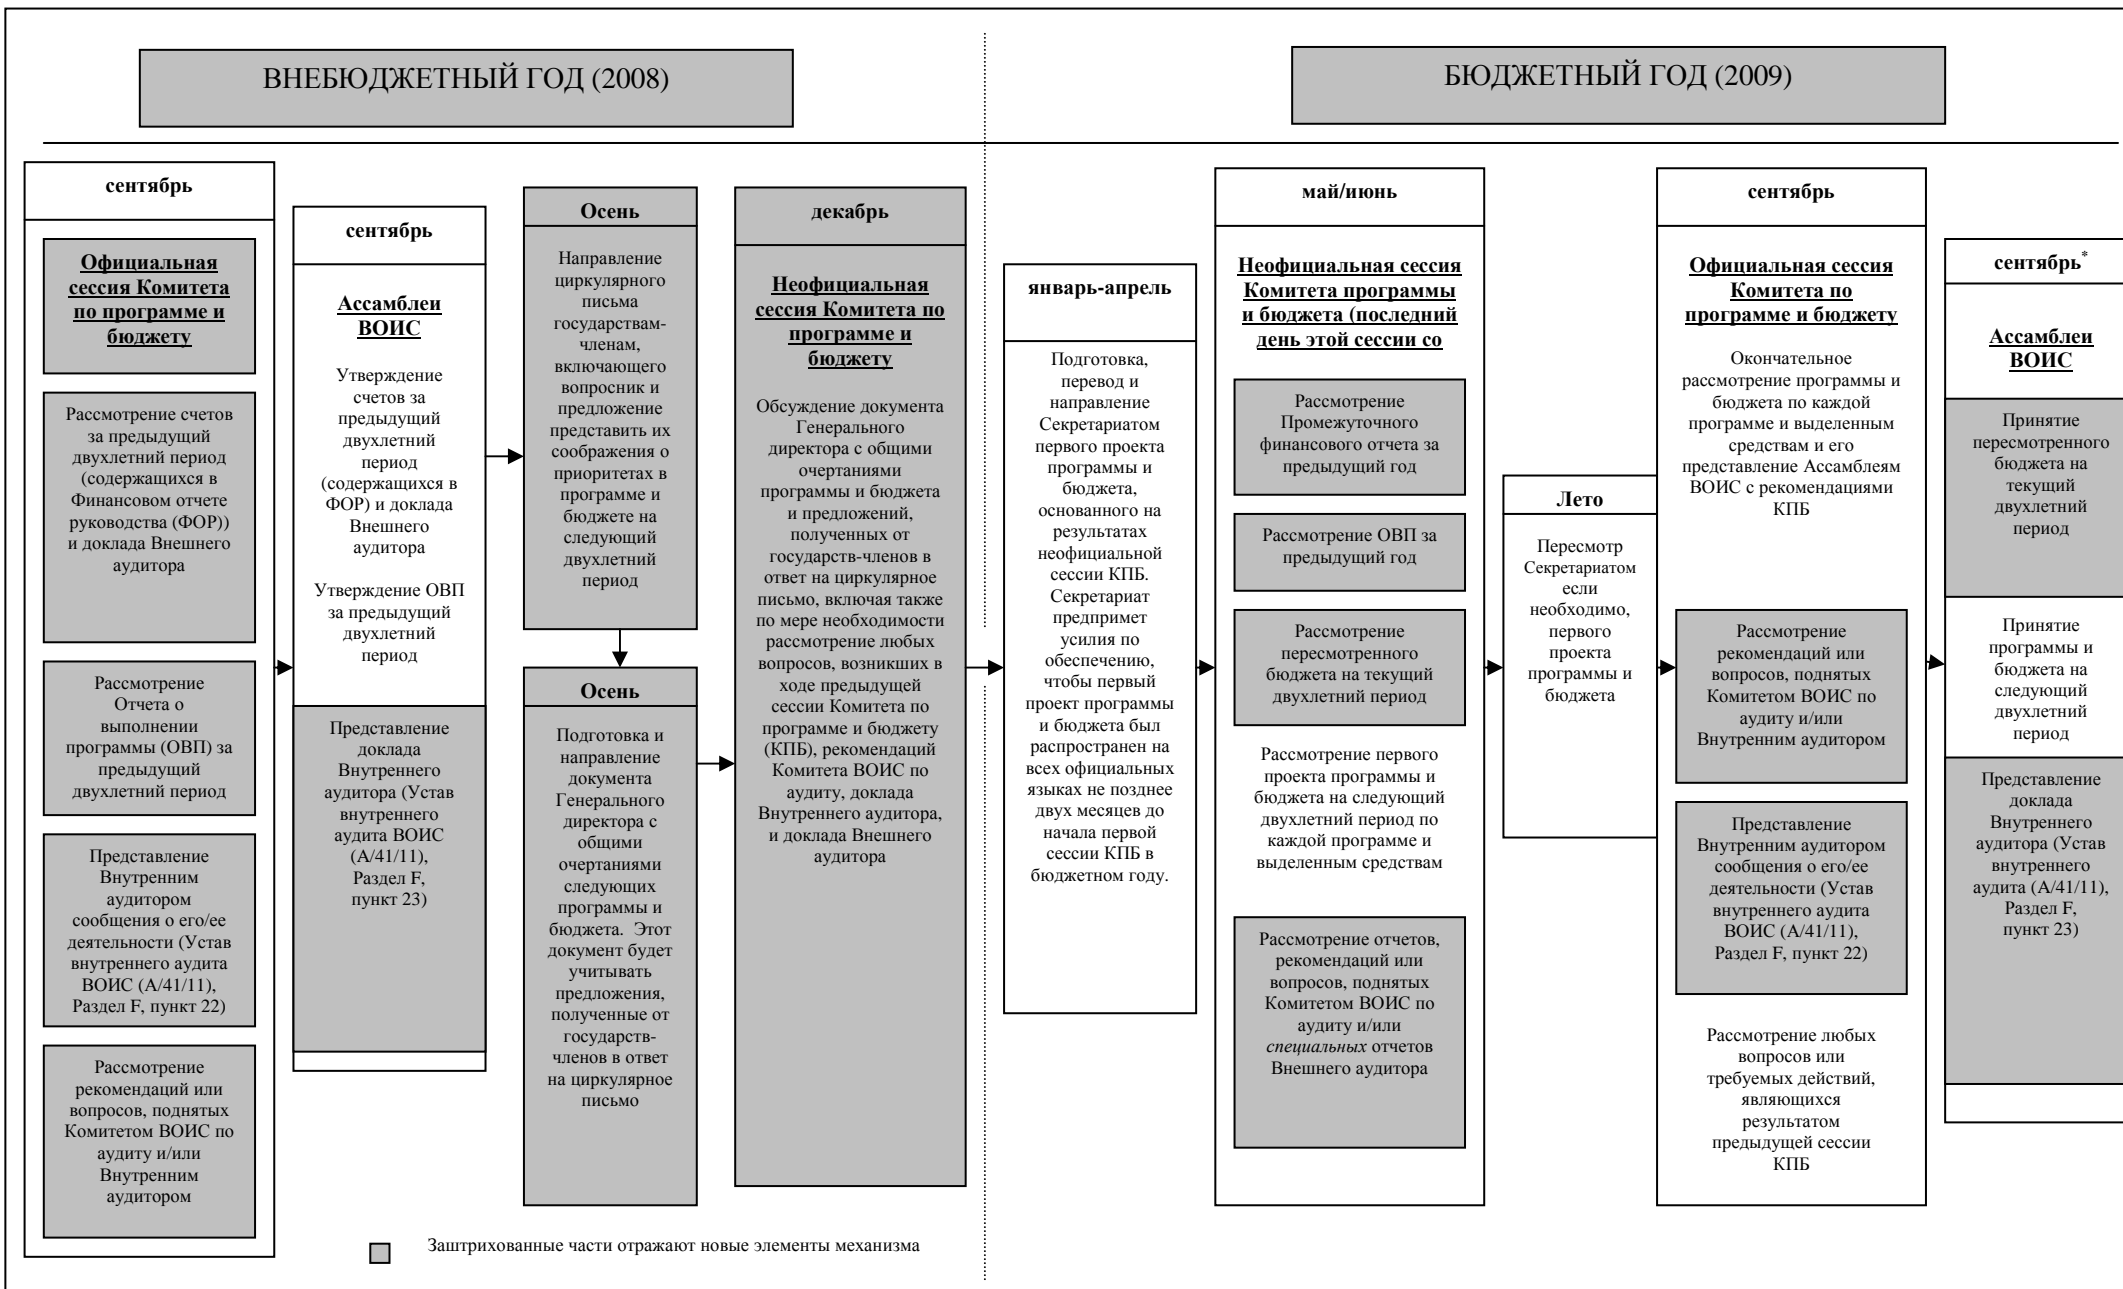 ВНЕБЮДЖЕТНЫЙ ГОД (2008)
БЮДЖЕТНЫЙ ГОД (2009)
сентябрь
Официальная
сессия Комитета
по программе и
бюджету
Рассмотрение счетов
за предыдущий
двухлетний период
(содержащихся в
Финансовом отчете
руководства (ФОР))
и доклада Внешнего
аудитора
Рассмотрение
Отчета о
выполнении
программы (ОВП) за
предыдущий
двухлетний период
Представление
Внутренним
аудитором
сообщения о его/ее
деятельности (Устав
внутреннего аудита
ВОИС (A/41/11),
Раздел F, пункт 22)
Рассмотрение
рекомендаций или
вопросов, поднятых
Комитетом ВОИС по
аудиту и/или
Внутренним
аудитором
сентябрь
Ассамблеи
ВОИС
Утверждение
счетов за
предыдущий
двухлетний
период
(содержащихся в
ФОР) и доклада
Внешнего
аудитора
Утверждение ОВП
за предыдущий
двухлетний
период
Представление
доклада
Внутреннего
аудитора (Устав
внутреннего
аудита ВОИС
(A/41/11),
Раздел F,
пункт 23)
Осень
Направление
циркулярного
письма
государствам-
членам,
включающего
вопросник и
предложение
представить их
соображения о
приоритетах в
программе и
бюджете на
следующий
двухлетний
период
Осень
Подготовка и
направление
документа
Генерального
директора с
общими
очертаниями
следующих
программы и
бюджета.  Этот
документ будет
учитывать
предложения,
полученные от
государств-
членов в ответ
на циркулярное
письмо
декабрь
Неофициальная
сессия Комитета по
программе и
бюджету
Обсуждение документа
Генерального
директора с общими
очертаниями
программы и бюджета
и предложений,
полученных от
государств-членов в
ответ на циркулярное
письмо, включая также
по мере необходимости
рассмотрение любых
вопросов, возникших в
ходе предыдущей
сессии Комитета по
программе и бюджету
(КПБ), рекомендаций
Комитета ВОИС по
аудиту, доклада
Внутреннего аудитора,
и доклада Внешнего
аудитора
январь-апрель
Подготовка,
перевод и
направление
Секретариатом
первого проекта
программы и
бюджета,
основанного на
результатах
неофициальной
сессии КПБ.
Секретариат
предпримет
усилия по
обеспечению,
чтобы первый
проект программы
и бюджета был
распространен на
всех официальных
языках не позднее
двух месяцев до
начала первой
сессии КПБ в
бюджетном году.
май/июнь
Неофициальная сессия
Комитета программы
и бюджета (последний
день этой сессии со
Рассмотрение
Промежуточного
финансового отчета за
предыдущий год
Рассмотрение ОВП за
предыдущий год
Рассмотрение
пересмотренного
бюджета на текущий
двухлетний период
Рассмотрение первого
проекта программы и
бюджета на следующий
двухлетний период по
каждой программе и
выделенным средствам
Рассмотрение отчетов,
рекомендаций или
вопросов, поднятых
Комитетом ВОИС по
аудиту и/или
специальных отчетов
Внешнего аудитора
Лето
Пересмотр
Секретариатом
если
необходимо,
первого
проекта
программы и
бюджета
сентябрь
Официальная сессия
Комитета по
программе и бюджету
Окончательное
рассмотрение программы и
бюджета по каждой
программе и выделенным
средствам и его
представление Ассамблеям
ВОИС с рекомендациями
КПБ
Рассмотрение
рекомендаций или
вопросов, поднятых
Комитетом ВОИС по
аудиту и/или
Внутренним аудитором
Представление
Внутренним аудитором
сообщения о его/ее
деятельности (Устав
внутреннего аудита
ВОИС (A/41/11),
Раздел F, пункт 22)
Рассмотрение любых
вопросов или
требуемых действий,
являющихся
результатом
предыдущей сессии
КПБ
сентябрь*
Ассамблеи
ВОИС
Принятие
пересмотренного
бюджета на
текущий
двухлетний
период
Принятие
программы и
бюджета на
следующий
двухлетний
период
Представление
доклада
Внутреннего
аудитора (Устав
внутреннего
аудита (A/41/11),
Раздел F,
пункт 23)
Заштрихованные части отражают новые элементы механизма